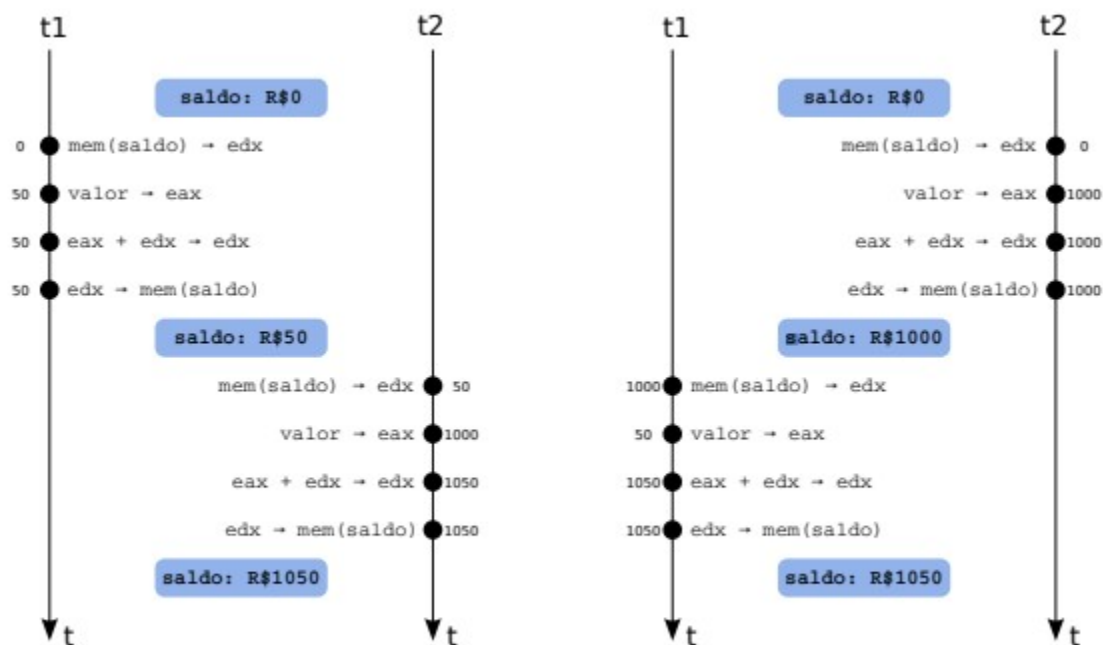 t1 t2 t1 t2
saldo: R$0 saldo: R$0
0 mem(saldo) → edx mem(saldo) → edx 0
50 valor → eax valor → eax 1000
50 eax + edx → edx eax + edx → edx 1000
50 edx → mem(saldo) edx → mem(saldo) 1000
saldo: R$50 saldo: R$1000
mem(saldo) → edx 50 1000 mem(saldo) → edx
valor → eax 1000 50 valor → eax
eax + edx → edx 1050 1050 eax + edx → edx
edx → mem(saldo) 1050 1050 edx → mem(saldo)
saldo: R$1050 saldo: R$1050
t t t t